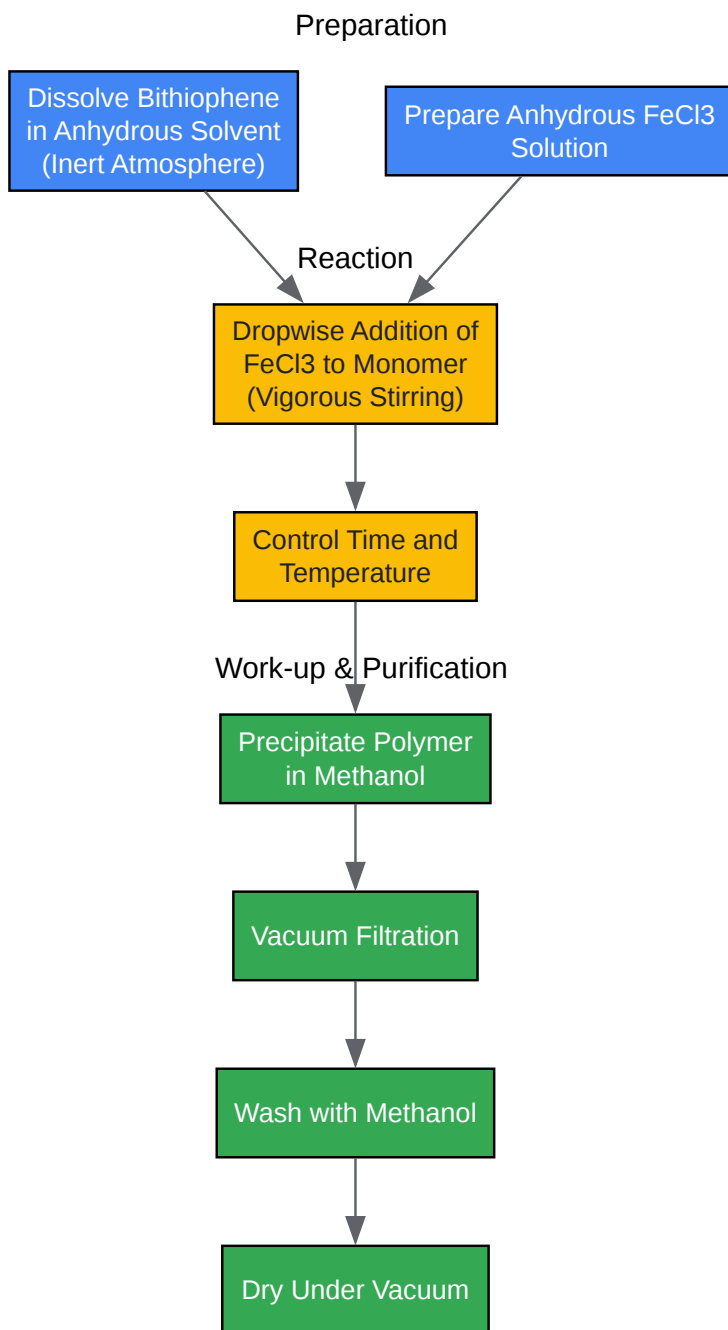 Preparation
Dissolve Bithiophene
in Anhydrous Solvent
(Inert Atmosphere)
Prepare Anhydrous FeCl3
Solution
Reaction
Dropwise Addition of
FeCl3 to Monomer
(Vigorous Stirring)
Control Time and
Temperature
Work-up & Purification
Precipitate Polymer
in Methanol
Vacuum Filtration
Wash with Methanol
Dry Under Vacuum